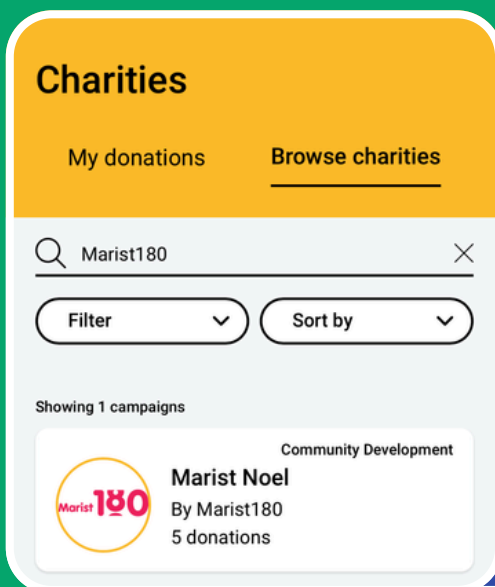 Charities
My donations Browse charities
Marist180
Filter Sort by
Showing 1 campaigns
Community Development
Marist Noel
Marist 180
By Marist180
5 donations